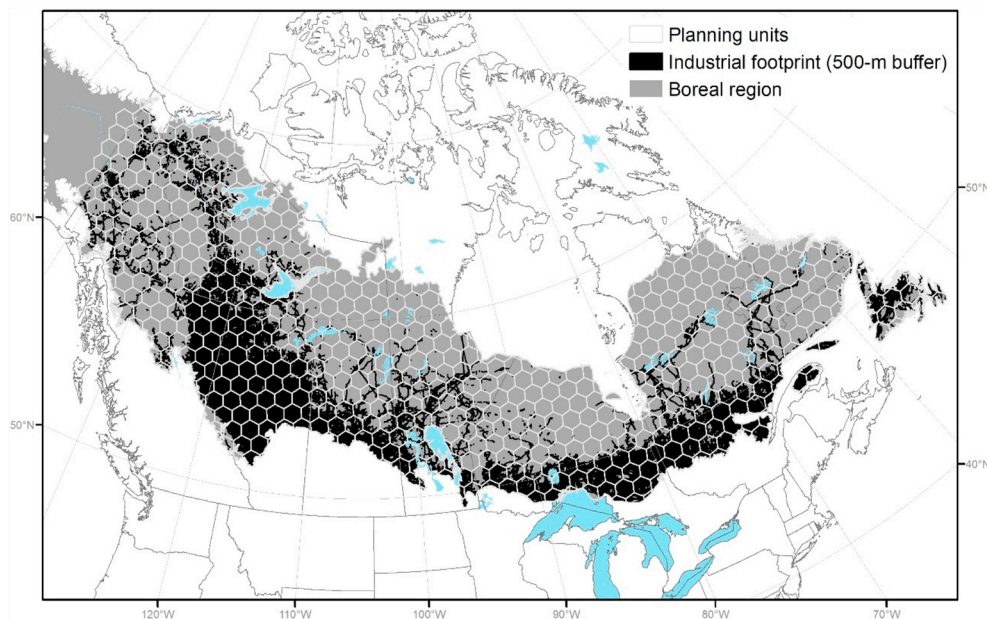 Planning units
Industrial footprint (500-m buffer)
Boreal region
50°N
60°N
50°N
40°N
120°W
110°W
100°W
90°W
80°W
70°W